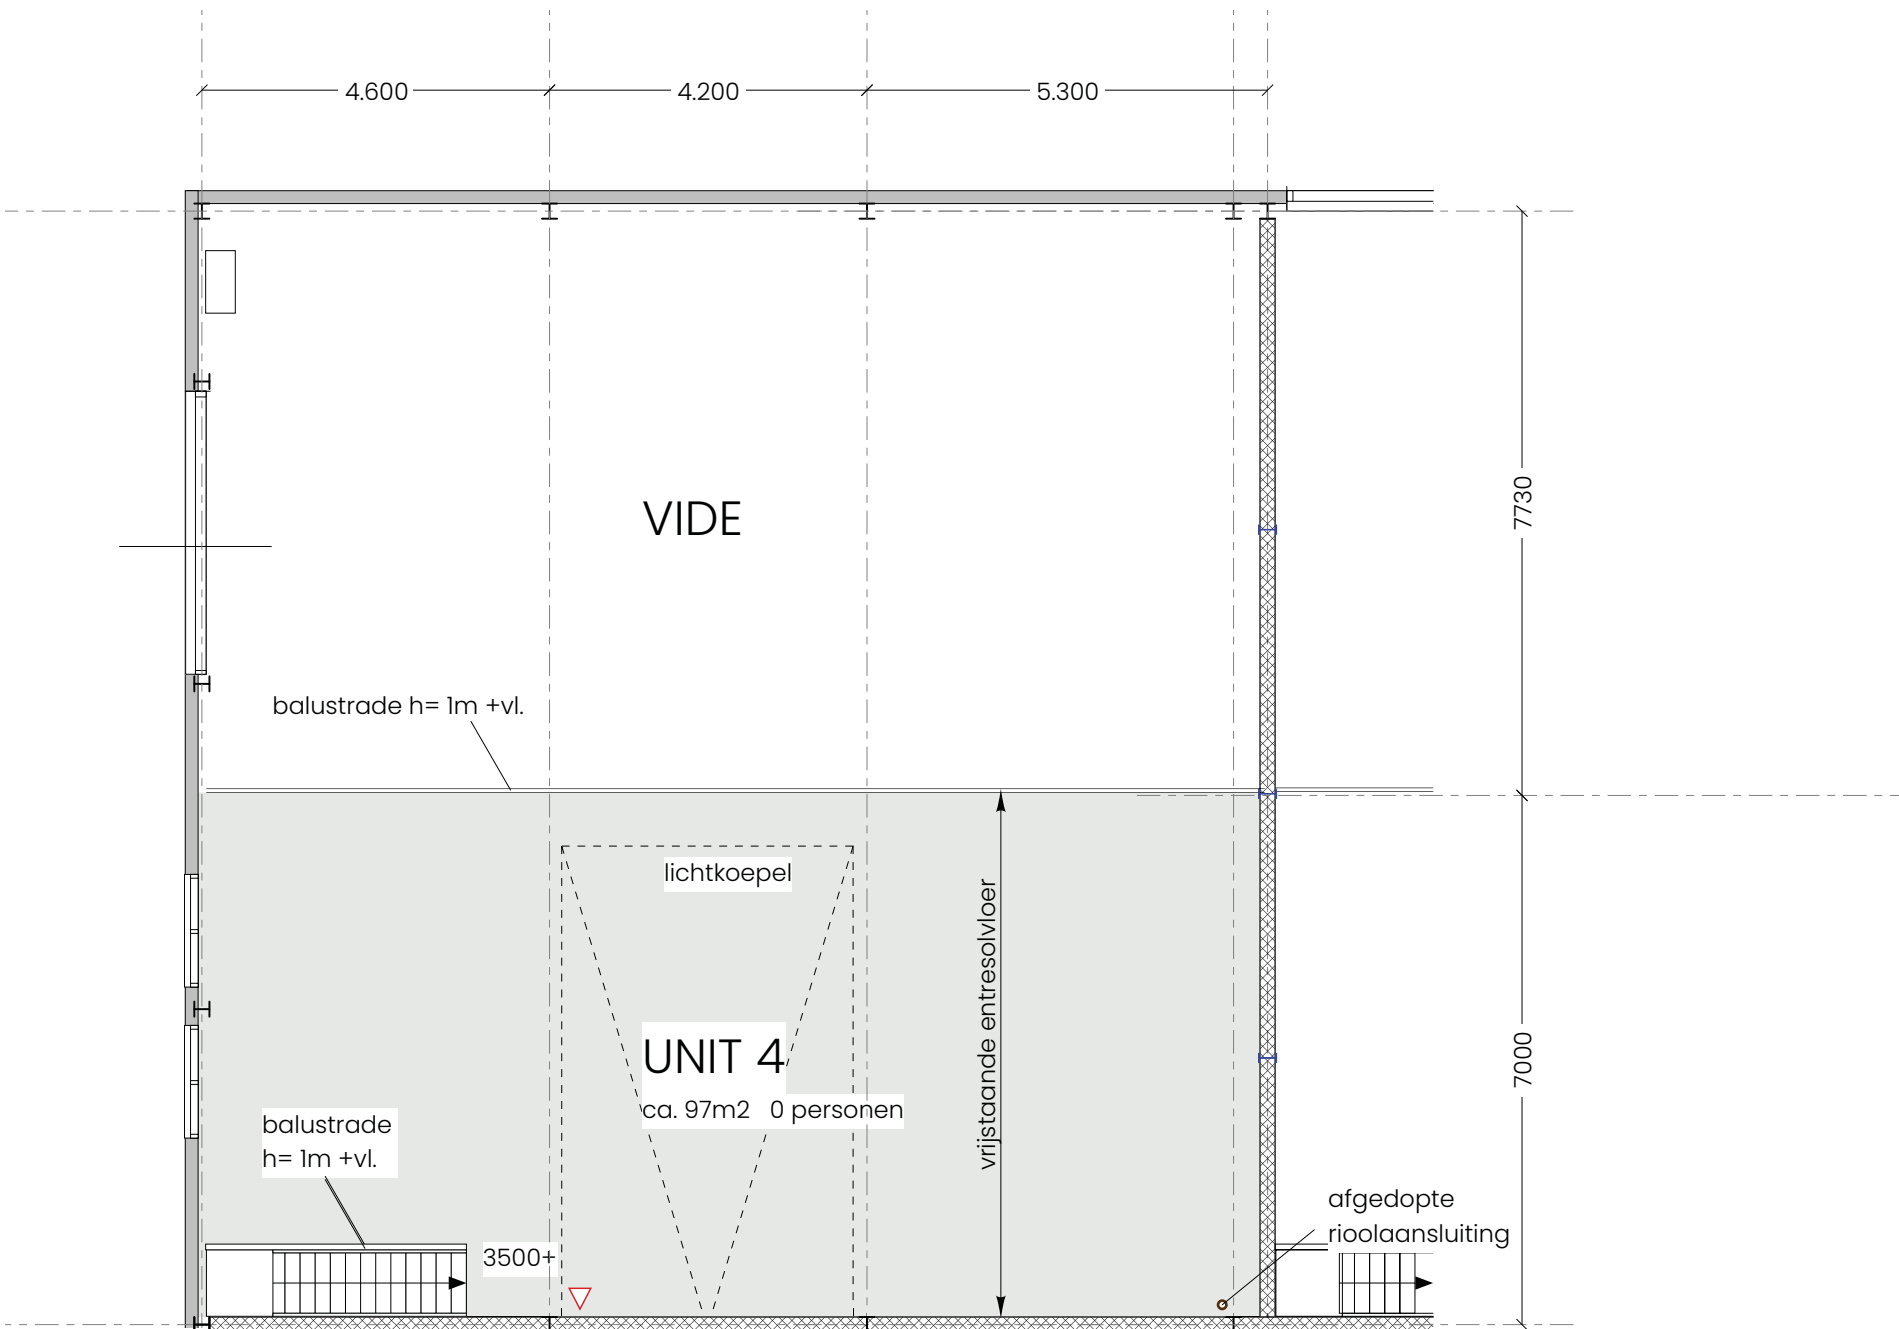 4.600
4.200
5.300
7730
VIDE
balustrade h= 1m +vl.
lichtkoepel
vrijstaande entresolvloer
UNIT 4
ca. 97m2 0 personen
7000
balustrade
h= 1m +vl.
afgedopte
rioolaansluiting
3500+